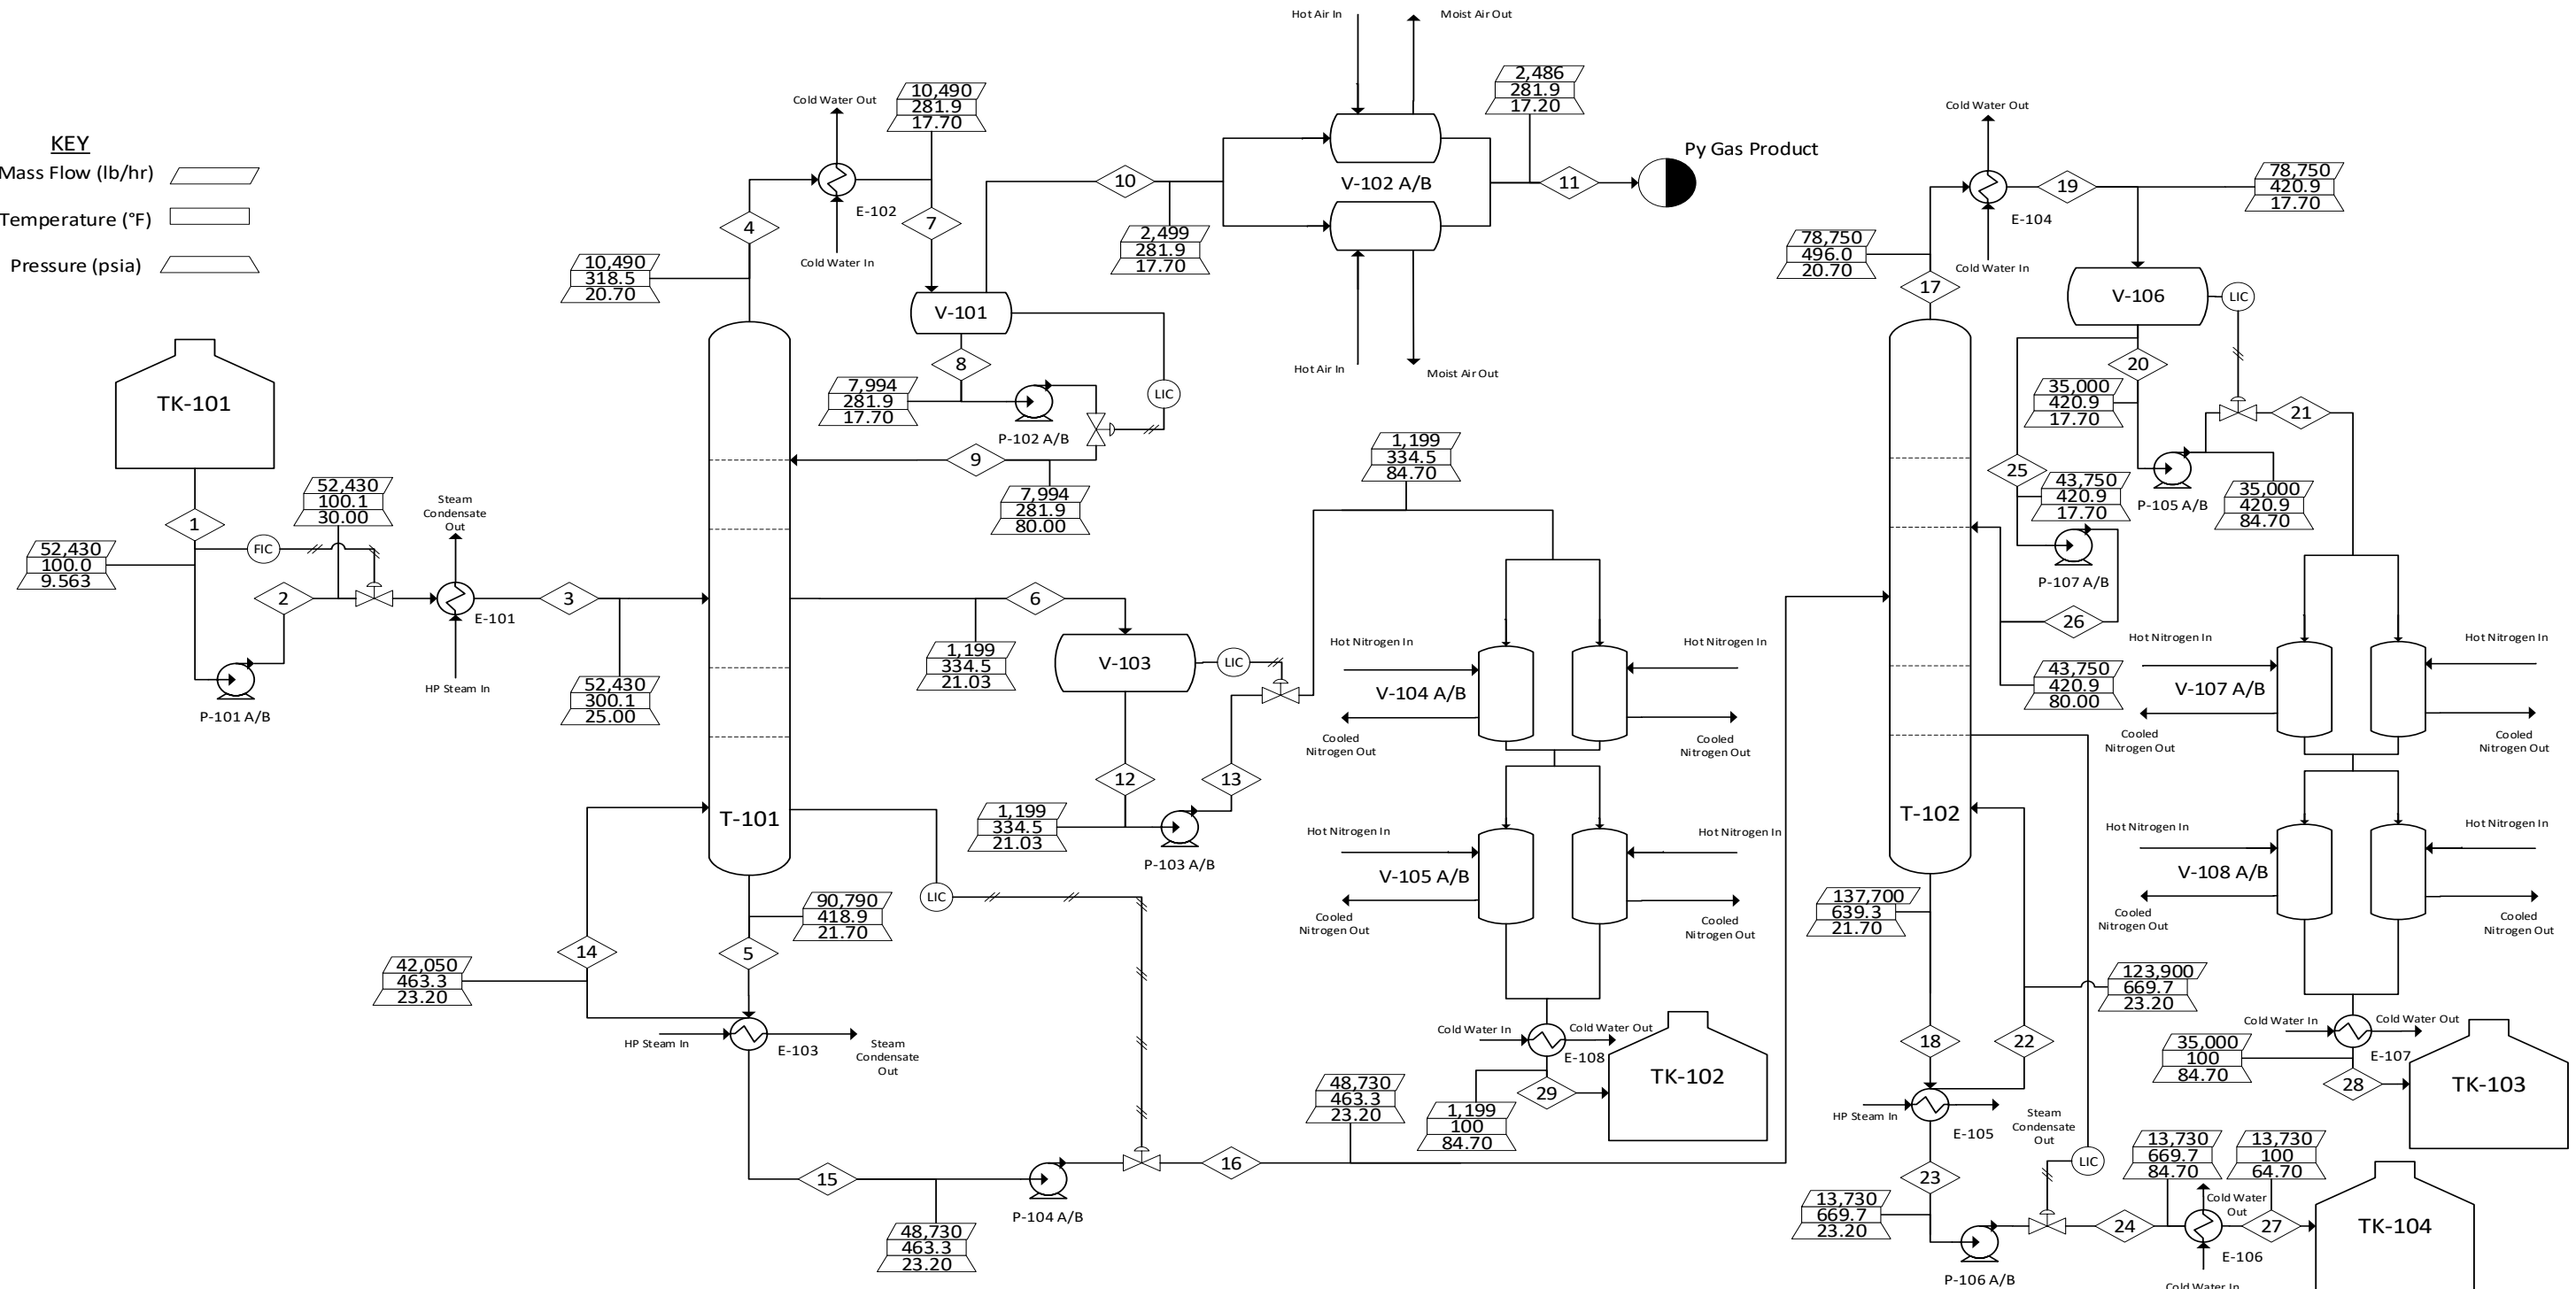 KEY
Mass Flow (lb/hr)
Temperature (°F)
Pressure (psia)
TK-101
1
52,430
100.0
9.563
FIC
P-101 A/B
2
52,430
100.1
30.00
Steam
Condensate
Out
E-101
HP Steam In
3
52,430
300.1
25.00
T-101
4
10,490
318.5
20.70
Cold Water Out
E-102
Cold Water In
10,490
281.9
17.70
7
V-101
8
7,994
281.9
17.70
P-102 A/B
LIC
9
7,994
281.9
80.00
10
2,499
281.9
17.70
Hot Air In
Moist Air Out
V-102 A/B
Hot Air In
Moist Air Out
2,486
281.9
17.20
11
Py Gas Product
6
1,199
334.5
21.03
V-103
LIC
12
1,199
334.5
21.03
P-103 A/B
13
1,199
334.5
84.70
Hot Nitrogen In
Hot Nitrogen In
V-104 A/B
Cooled
Nitrogen Out
Cooled
Nitrogen Out
Hot Nitrogen In
Hot Nitrogen In
V-105 A/B
Cooled
Nitrogen Out
Cooled
Nitrogen Out
Cold Water In
Cold Water Out
E-108
29
1,199
100
84.70
TK-102
90,790
418.9
21.70
5
14
42,050
463.3
23.20
HP Steam In
E-103
Steam
Condensate
Out
LIC
15
48,730
463.3
23.20
P-104 A/B
16
48,730
463.3
23.20
T-102
17
78,750
496.0
20.70
Cold Water Out
E-104
Cold Water In
19
78,750
420.9
17.70
V-106
LIC
20
35,000
420.9
17.70
P-105 A/B
35,000
420.9
84.70
21
25
43,750
420.9
17.70
P-107 A/B
26
43,750
420.9
80.00
Hot Nitrogen In
Hot Nitrogen In
V-107 A/B
Cooled
Nitrogen Out
Cooled
Nitrogen Out
Hot Nitrogen In
Hot Nitrogen In
V-108 A/B
Cooled
Nitrogen Out
Cooled
Nitrogen Out
Cold Water In
Cold Water Out
E-107
35,000
100
84.70
28
TK-103
137,700
639.3
21.70
18
22
123,900
669.7
23.20
HP Steam In
E-105
Steam
Condensate
Out
LIC
23
13,730
669.7
23.20
P-106 A/B
24
13,730
669.7
84.70
13,730
100
64.70
Cold Water
Out
E-106
Cold Water In
27
TK-104